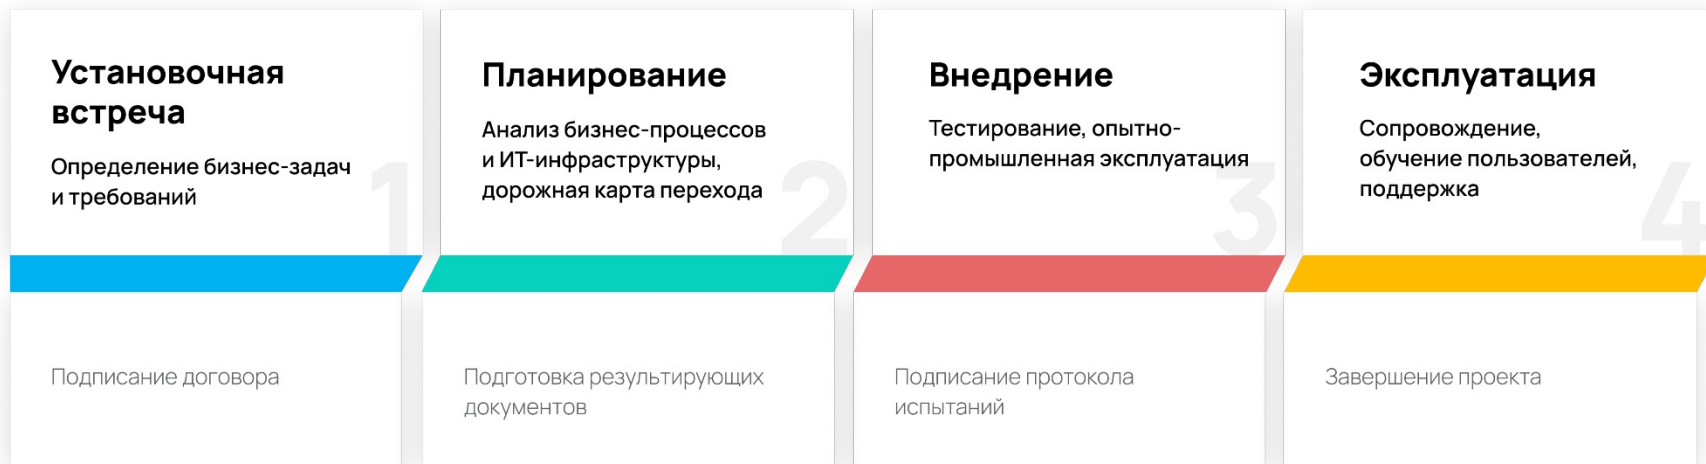 Установочная
встреча
Определение бизнес-задач
и требований
1
Планирование
Анализ бизнес-процессов
и ИТ-инфраструктуры,
дорожная карта перехода
2
Внедрение
Тестирование, опытно-
промышленная эксплуатация
3
Эксплуатация
Сопровождение,
обучение пользователей,
поддержка
4
Подписание договора
Подготовка результирующих
документов
Подписание протокола
испытаний
Завершение проекта